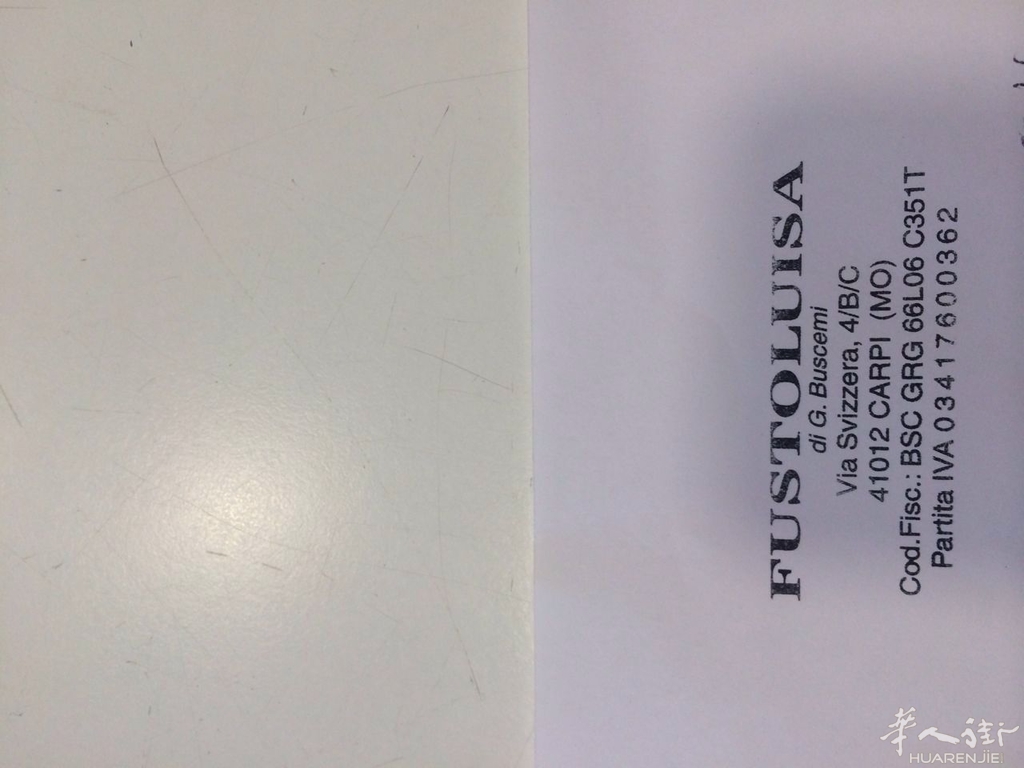 FUSTOLUISA
di G. Buscemi
Via Svizzera, 4/B/C
41012 CARPI (MO)
Cod.Fisc.: BSC GRG 66L06 C351T
Partita IVA 03417600362
華人街
HUARENJIE